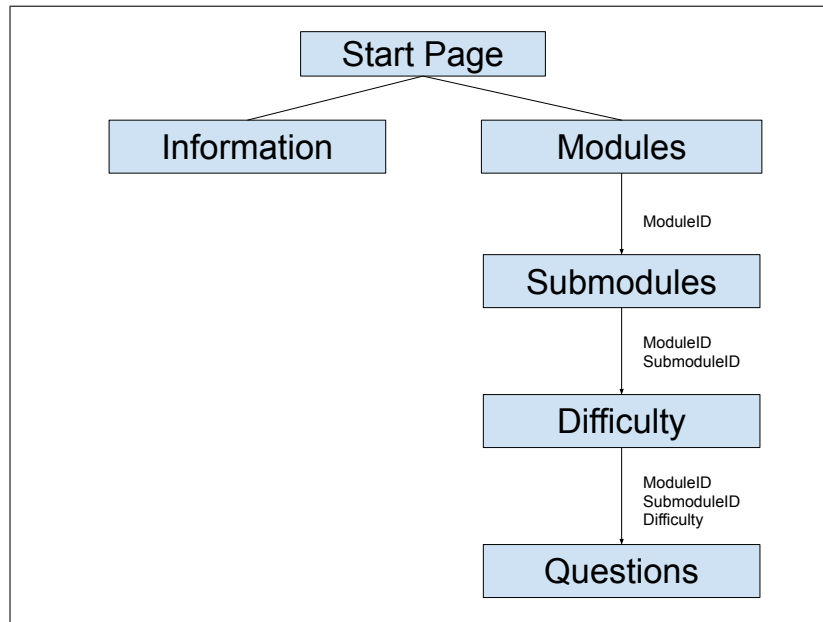 Start Page
Information
Modules
ModuleID
Submodules
ModuleID
SubmoduleID
Difficulty
ModuleID
SubmoduleID
Difficulty
Questions